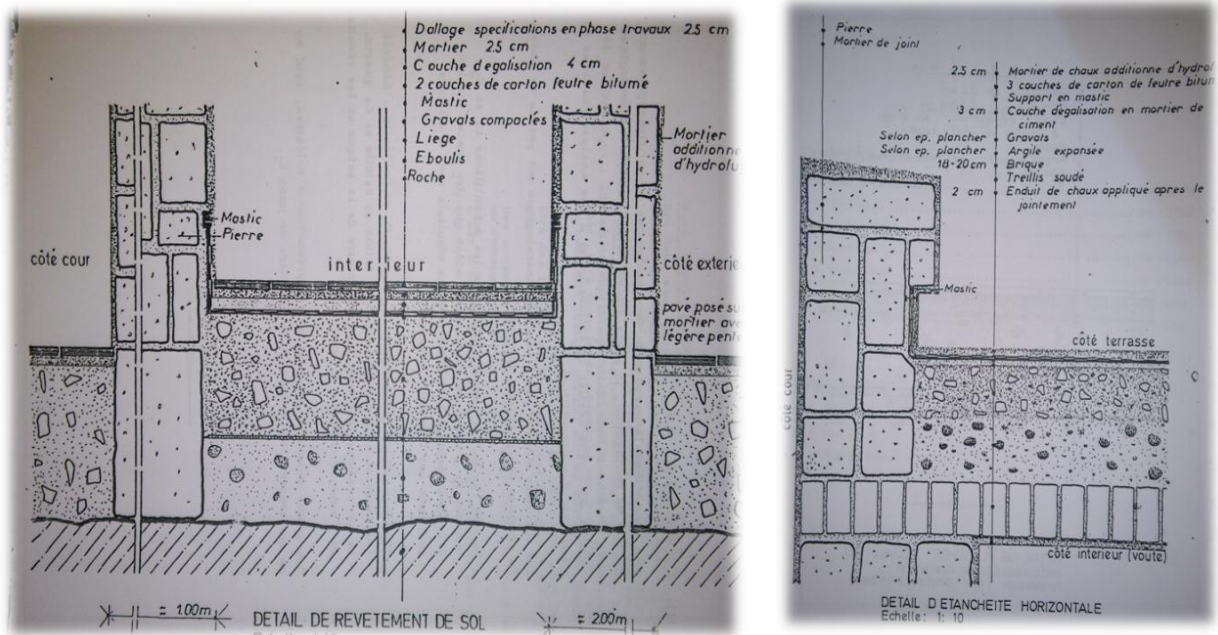 Dallage specifications en phase travaux 2.5 cm
Mortier 2.5 cm
Couche d'egalisation 4 cm
2 couches de carton feutre bitumé
Mastic
Gravats compactés
Liege
Eboulis
Roche
Mortier
additionne
d'hydrofu
Mastic
Pierre
côté cour
interieur
côté exterie
pavé posé su
mortier ave
légère pent
= 1.00m
DETAIL DE REVETEMENT DE SOL
= 2.00m
Pierre
Mortier de joint
2.5 cm Mortier de chaux additionne d'hydrof
3 couches de carton de feutre bitum
Support en mastic
3 cm Couche d'egalisation en mortier de
ciment
Selon ep. plancher Gravats
Selon ep. plancher Argile expansée
18-20cm Brique
Treillis soudé
2 cm Enduit de chaux appliqué apres le
jointement
Mastic
côté terrasse
côté cour
côté interieur (voute)
DETAIL D ETANCHEITE HORIZONTALE
Echelle: 1: 10